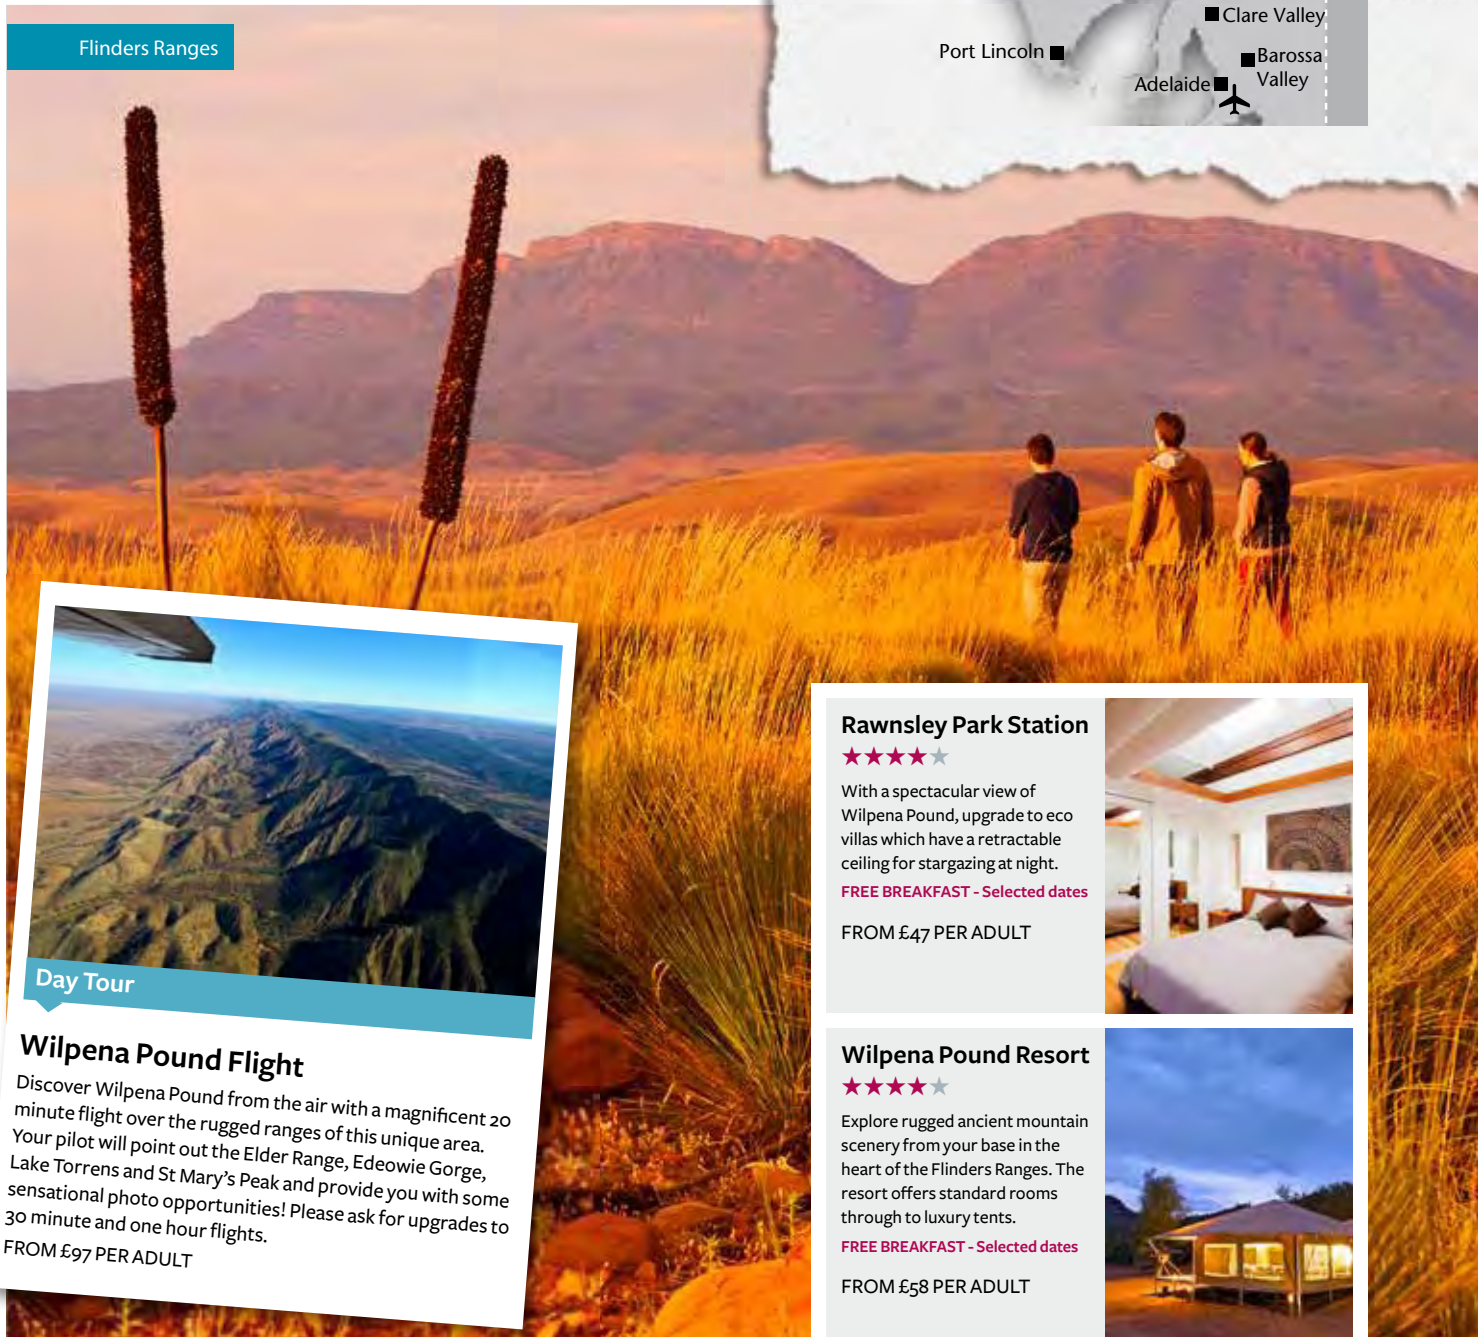 Flinders Ranges
Clare Valley
Port Lincoln
Barossa
Valley
Adelaide
Day Tour
Wilpena Pound Flight
Discover Wilpena Pound from the air with a magnificent 20
minute flight over the rugged ranges of this unique area.
Your pilot will point out the Elder Range, Edeowie Gorge,
Lake Torrens and St Mary's Peak and provide you with some
sensational photo opportunities! Please ask for upgrades to
30 minute and one hour flights.
FROM £97 PER ADULT
Rawnsley Park Station
With a spectacular view of
Wilpena Pound, upgrade to eco
villas which have a retractable
ceiling for stargazing at night.
FREE BREAKFAST - Selected dates
FROM £47 PER ADULT
Wilpena Pound Resort
Explore rugged ancient mountain
scenery from your base in the
heart of the Flinders Ranges. The
resort offers standard rooms
through to luxury tents.
FREE BREAKFAST - Selected dates
FROM £58 PER ADULT